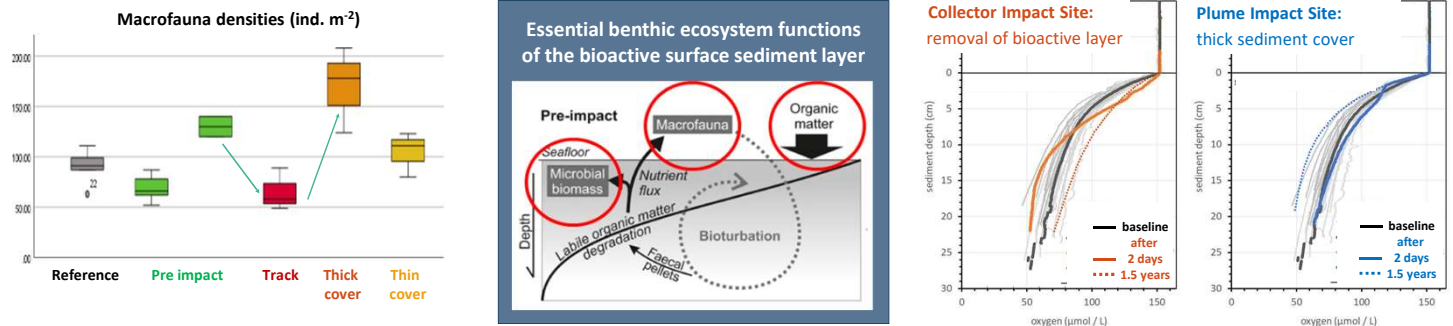 Macrofauna densities (ind. m-2)
200.00
150.00
100.00
50.00
.00
22
Reference
Pre impact
Track
Thick
cover
Thin
cover
Essential benthic ecosystem functions
of the bioactive surface sediment layer
Pre-impact
Macrofauna
Organic
matter
Seafloor
Microbial
biomass
Nutrient
flux
Depth
Labile organic matter
degradation
Bioturbation
Faecal
pellets
Collector Impact Site:
removal of bioactive layer
0
5
10
15
20
25
30
sediment depth (cm)
baseline
after
2 days
1.5 years
0
50
100
150
oxygen (μmol / L)
Plume Impact Site:
thick sediment cover
0
5
10
15
20
25
30
sediment depth (cm)
baseline
after
2 days
1.5 years
0
50
100
150
oxygen (μmol / L)